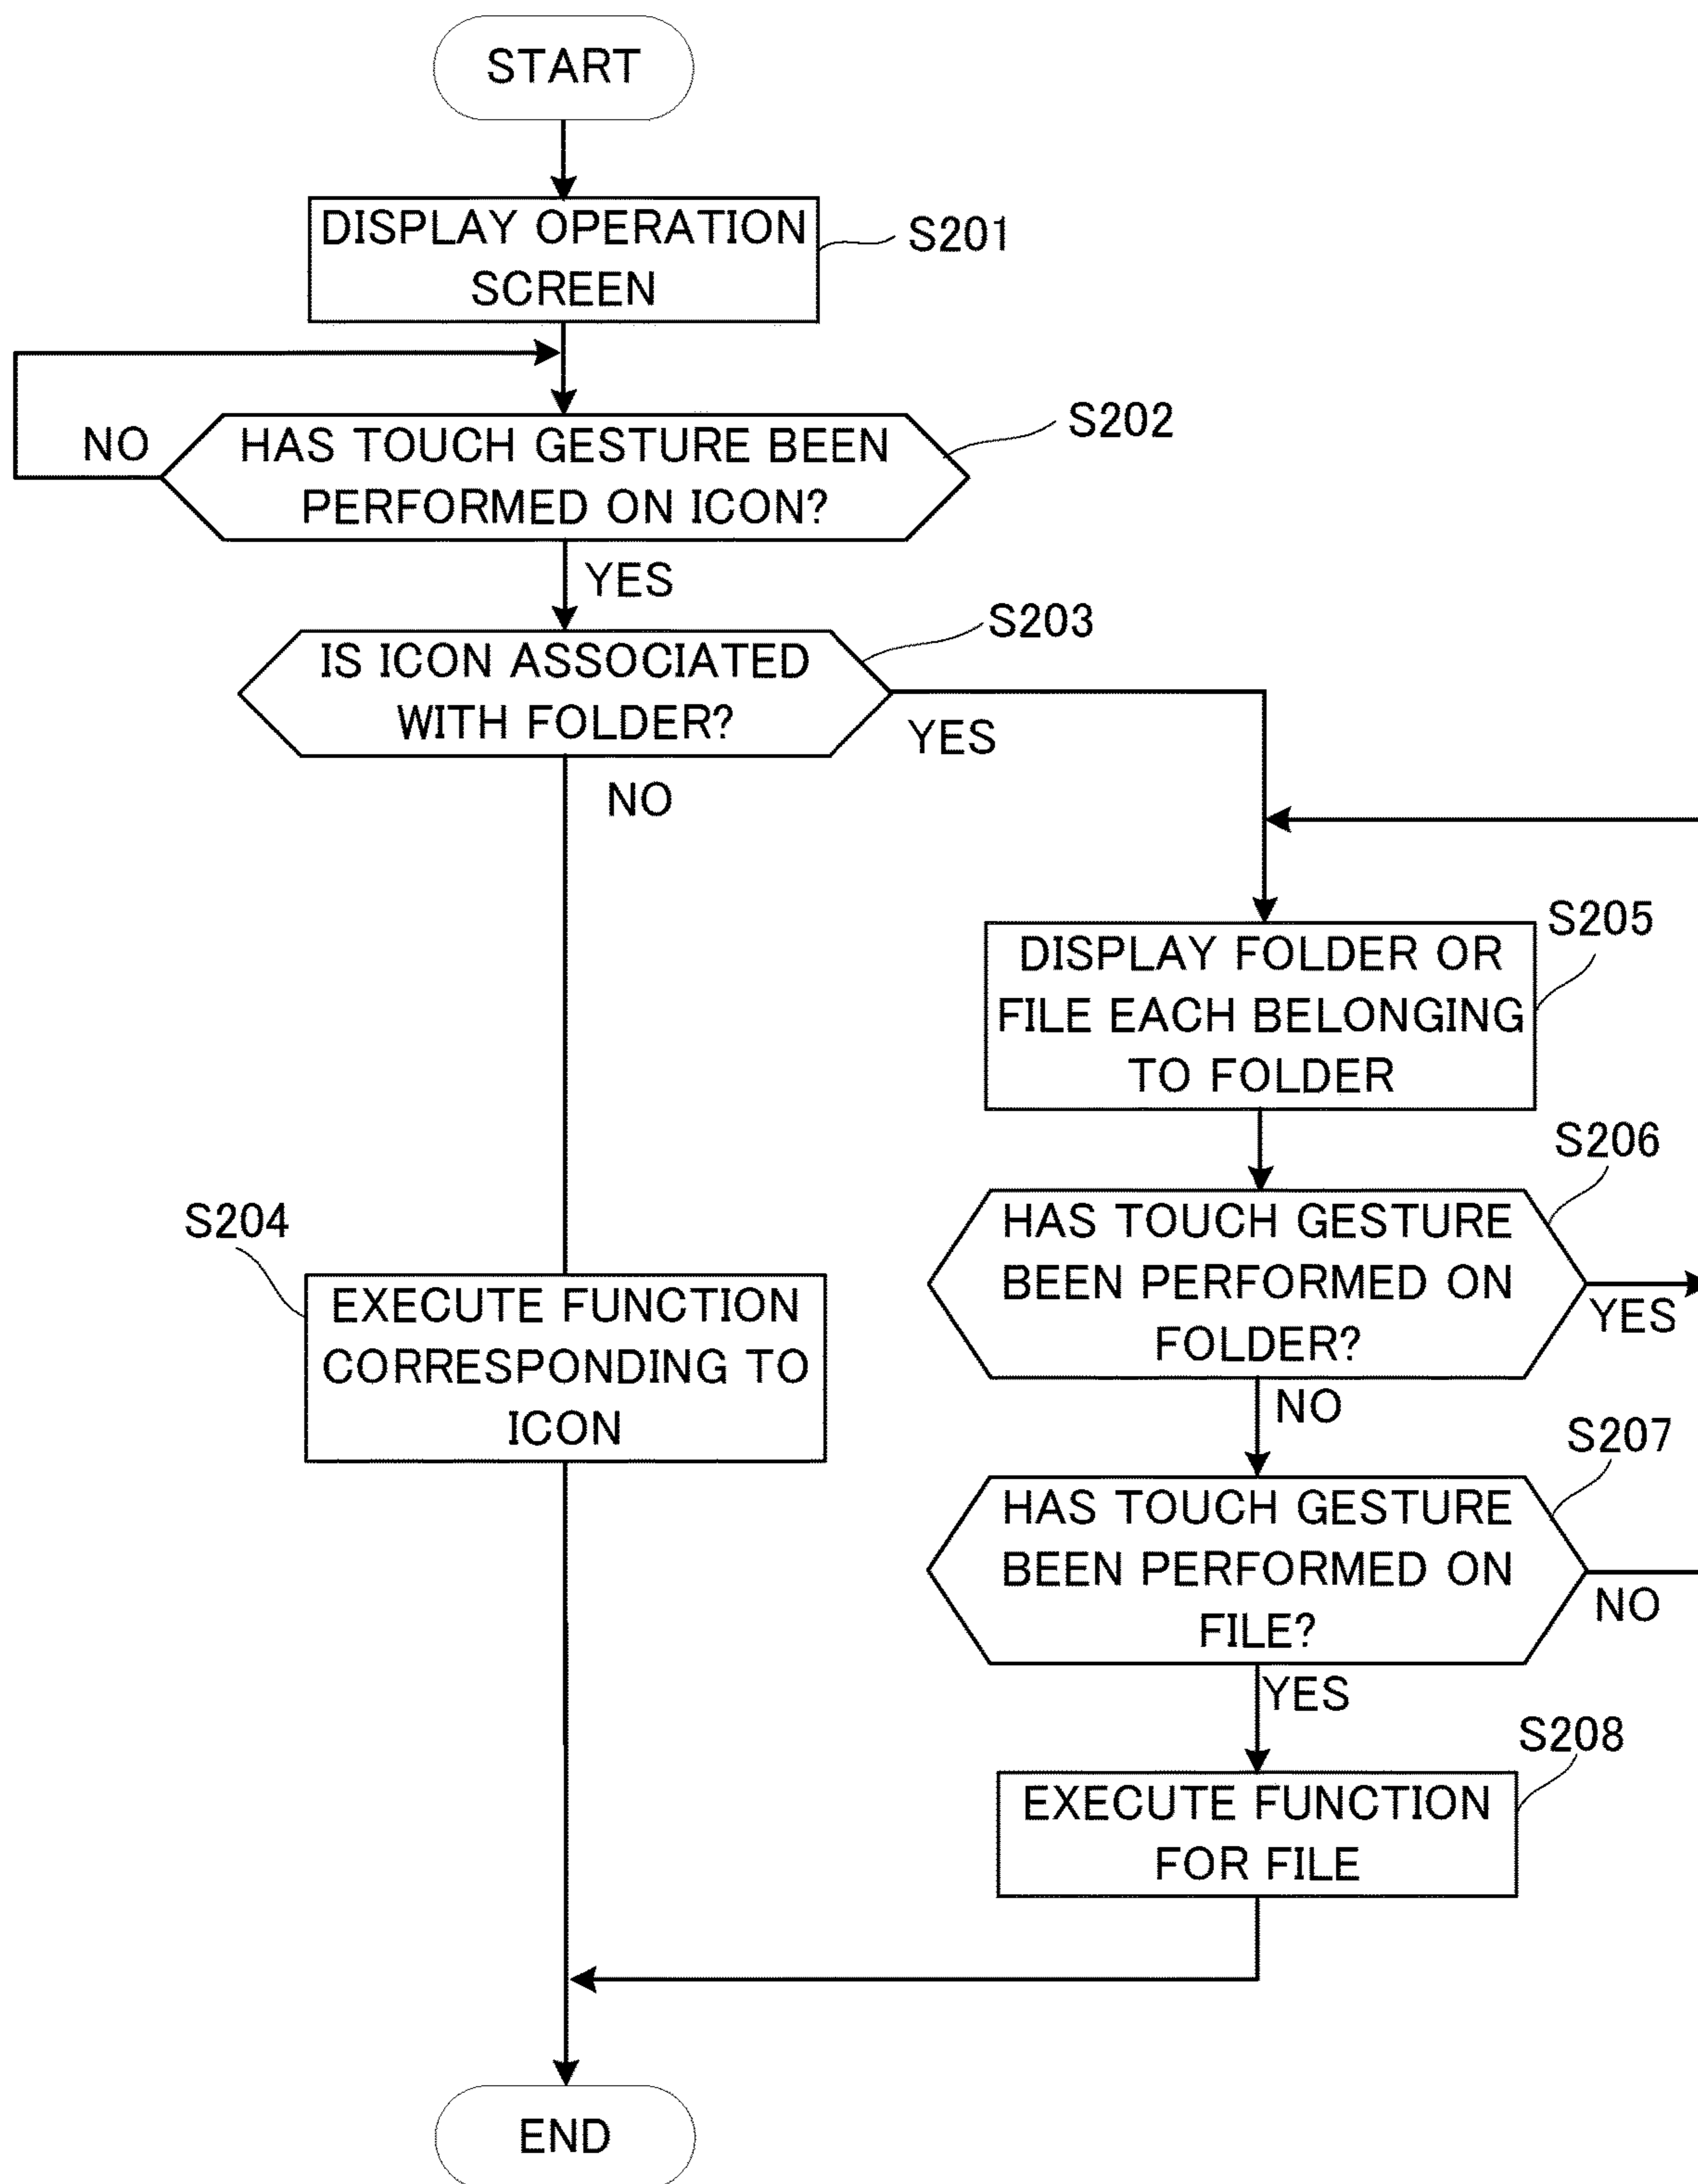 START
DISPLAY OPERATION
SCREEN
S201
NO
HAS TOUCH GESTURE BEEN
PERFORMED ON ICON?
S202
YES
IS ICON ASSOCIATED
WITH FOLDER?
S203
YES
NO
S204
EXECUTE FUNCTION
CORRESPONDING TO
ICON
DISPLAY FOLDER OR
FILE EACH BELONGING
TO FOLDER
S205
HAS TOUCH GESTURE
BEEN PERFORMED ON
FOLDER?
S206
YES
NO
HAS TOUCH GESTURE
BEEN PERFORMED ON
FILE?
S207
NO
YES
EXECUTE FUNCTION
FOR FILE
S208
END